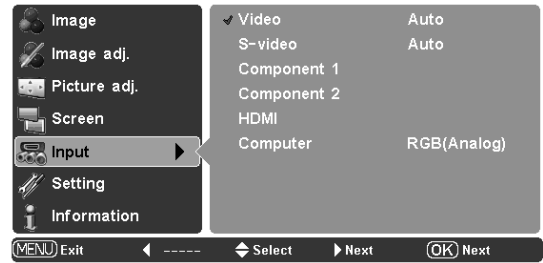 Image
Image adj.
Picture adj.
Screen
Input
Setting
Information
Video Auto
S-video Auto
Component 1
Component 2
HDMI
Computer RGB(Analog)
MENU Exit ----- Select Next OK Next